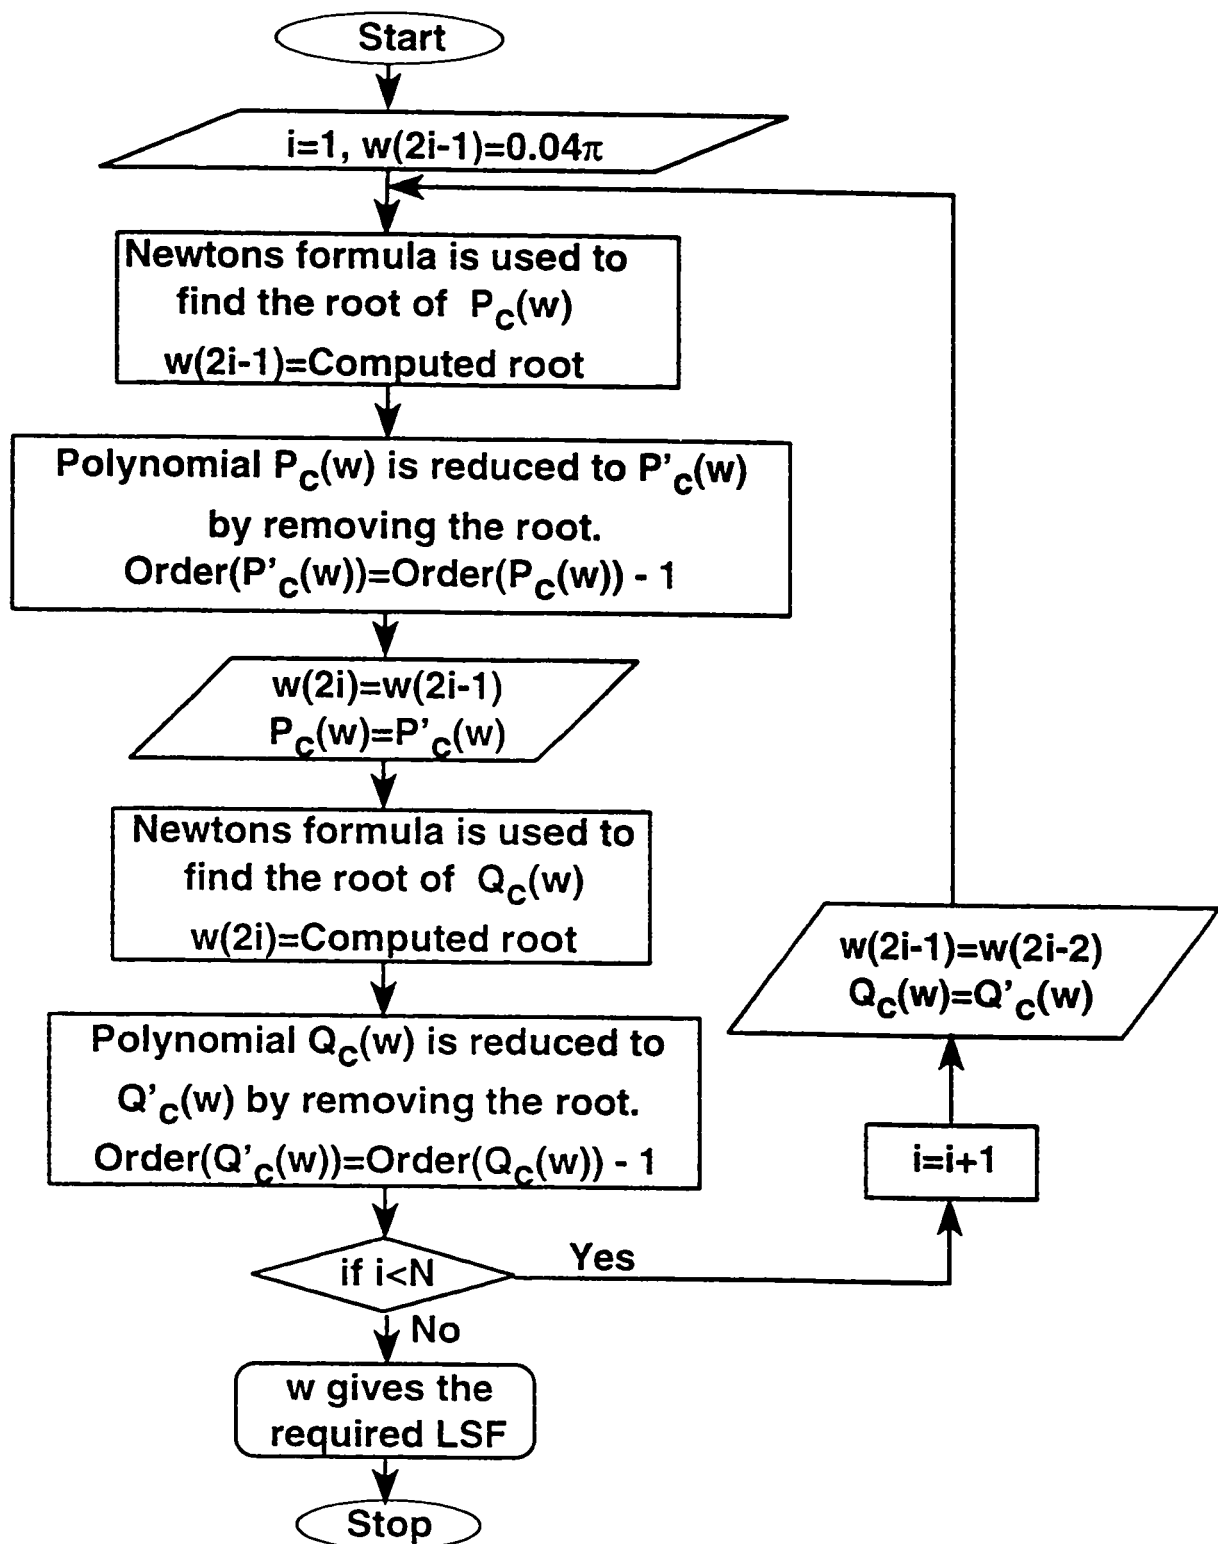 Start
i=1, w(2i-1)=0.04π
Newtons formula is used to
find the root of P_C(w)
w(2i-1)=Computed root
Polynomial P_C(w) is reduced to P'_C(w)
by removing the root.
Order(P'_C(w))=Order(P_C(w)) - 1
w(2i)=w(2i-1)
P_C(w)=P'_C(w)
Newtons formula is used to
find the root of Q_C(w)
w(2i)=Computed root
w(2i-1)=w(2i-2)
Q_C(w)=Q'_C(w)
Polynomial Q_C(w) is reduced to
Q'_C(w) by removing the root.
Order(Q'_C(w))=Order(Q_C(w)) - 1
i=i+1
if i<N
Yes
No
w gives the
required LSF
Stop